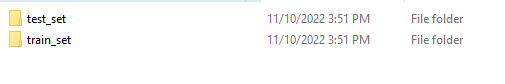 test_set 11/10/2022 3:51 PM File folder
train_set 11/10/2022 3:51 PM File folder